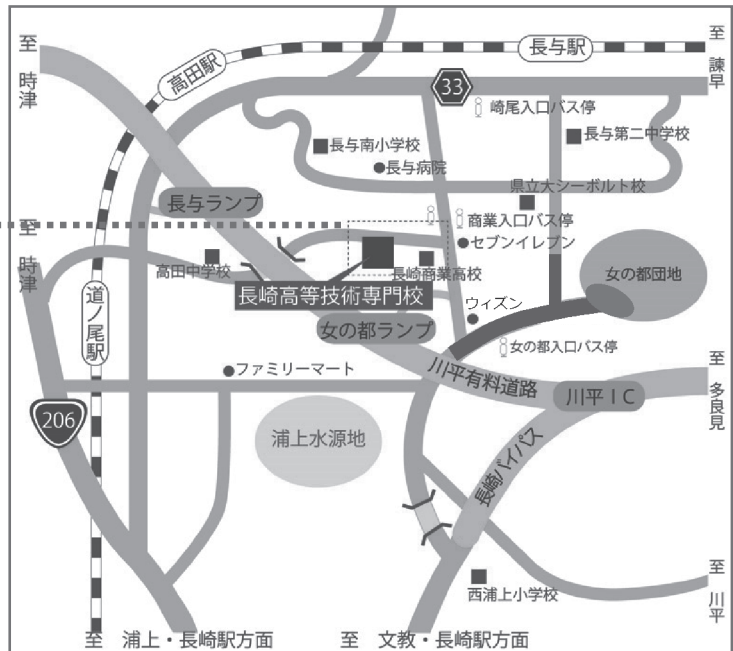 至 時津
高田駅
長与駅
至 諫早
33
崎尾入口バス停
長与南小学校
長与第二中学校
長与病院
県立大シーボルト校
長与ランプ
商業入口バス停
至 時津
セブンイレブン
高田中学校
長崎商業高校
女の都団地
長崎高等技術専門校
道ノ尾駅
ウィズン
女の都ランプ
女の都入口バス停
ファミリーマート
川平有料道路
至 多良見
川平IC
206
浦上水源地
長崎バイパス
西浦上小学校
至 川平
至 浦上・長崎駅方面
至 文教・長崎駅方面